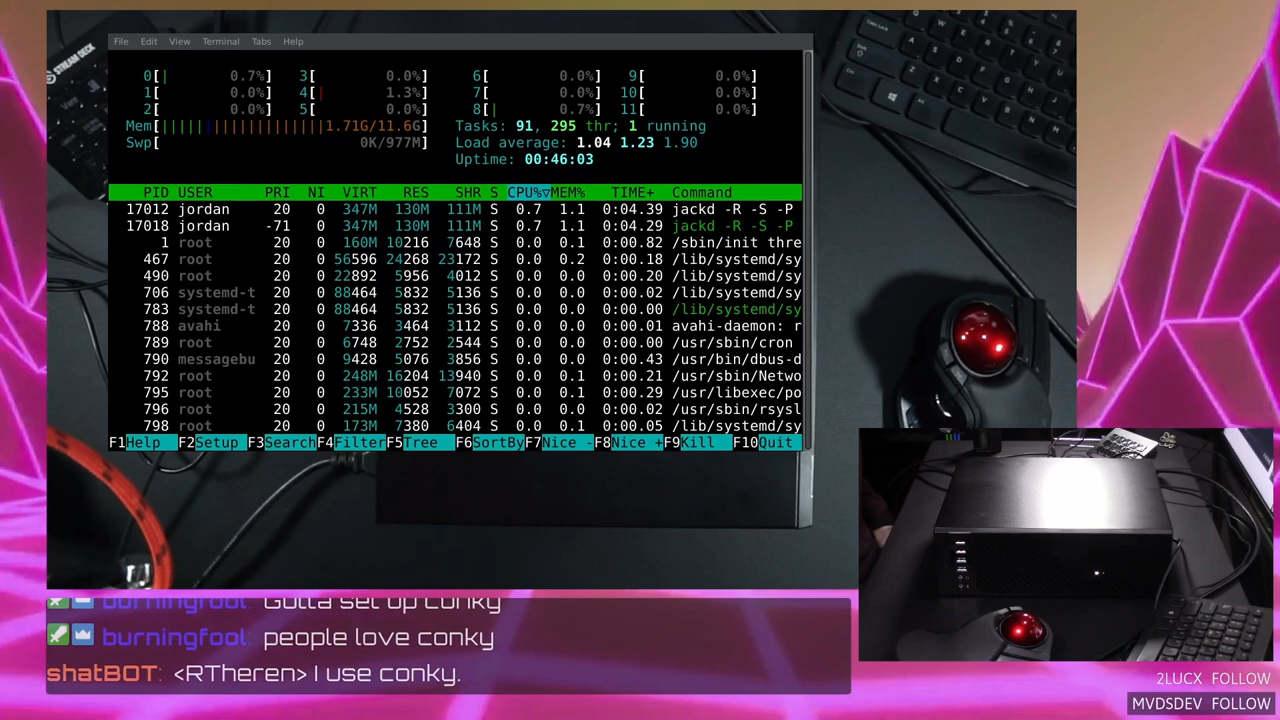 STREAM DECK
File Edit View Terminal Tabs Help
0[| 0.7%] 3[ 0.0%] 6[ 0.0%] 9[ 0.0%]
1[ 0.0%] 4[| 1.3%] 7[ 0.0%] 10[ 0.0%]
2[ 0.0%] 5[ 0.0%] 8[| 0.7%] 11[ 0.0%]
Mem[|||||||||||||||||||1.71G/11.6G] Tasks: 91, 295 thr; 1 running
Swp[ 0K/977M] Load average: 1.04 1.23 1.90
Uptime: 00:46:03
PID USER PRI NI VIRT RES SHR S CPU%▽MEM% TIME+ Command
17012 jordan 20 0 347M 130M 111M S 0.7 1.1 0:04.39 jackd -R -S -P
17018 jordan -71 0 347M 130M 111M S 0.7 1.1 0:04.29 jackd -R -S -P
1 root 20 0 160M 10216 7648 S 0.0 0.1 0:00.82 /sbin/init thre
467 root 20 0 56596 24268 23172 S 0.0 0.2 0:00.18 /lib/systemd/sy
490 root 20 0 22892 5956 4012 S 0.0 0.0 0:00.20 /lib/systemd/sy
706 systemd-t 20 0 88464 5832 5136 S 0.0 0.0 0:00.02 /lib/systemd/sy
783 systemd-t 20 0 88464 5832 5136 S 0.0 0.0 0:00.00 /lib/systemd/sy
788 avahi 20 0 7336 3464 3112 S 0.0 0.0 0:00.01 avahi-daemon: r
789 root 20 0 6748 2752 2544 S 0.0 0.0 0:00.00 /usr/sbin/cron
790 messagebu 20 0 9428 5076 3856 S 0.0 0.0 0:00.43 /usr/bin/dbus-d
792 root 20 0 248M 16204 13940 S 0.0 0.1 0:00.21 /usr/sbin/Netwo
795 root 20 0 233M 10052 7072 S 0.0 0.1 0:00.29 /usr/libexec/po
796 root 20 0 215M 4528 3300 S 0.0 0.0 0:00.02 /usr/sbin/rsysl
798 root 20 0 173M 7380 6404 S 0.0 0.1 0:00.05 /lib/systemd/sy
F1Help F2Setup F3SearchF4FilterF5Tree F6SortByF7Nice -F8Nice +F9Kill F10Quit
burningfool: Gotta set up conky
burningfool: people love conky
shatBOT: <RTheren> I use conky.
2LUCX FOLLOW
MVDSDEV FOLLOW